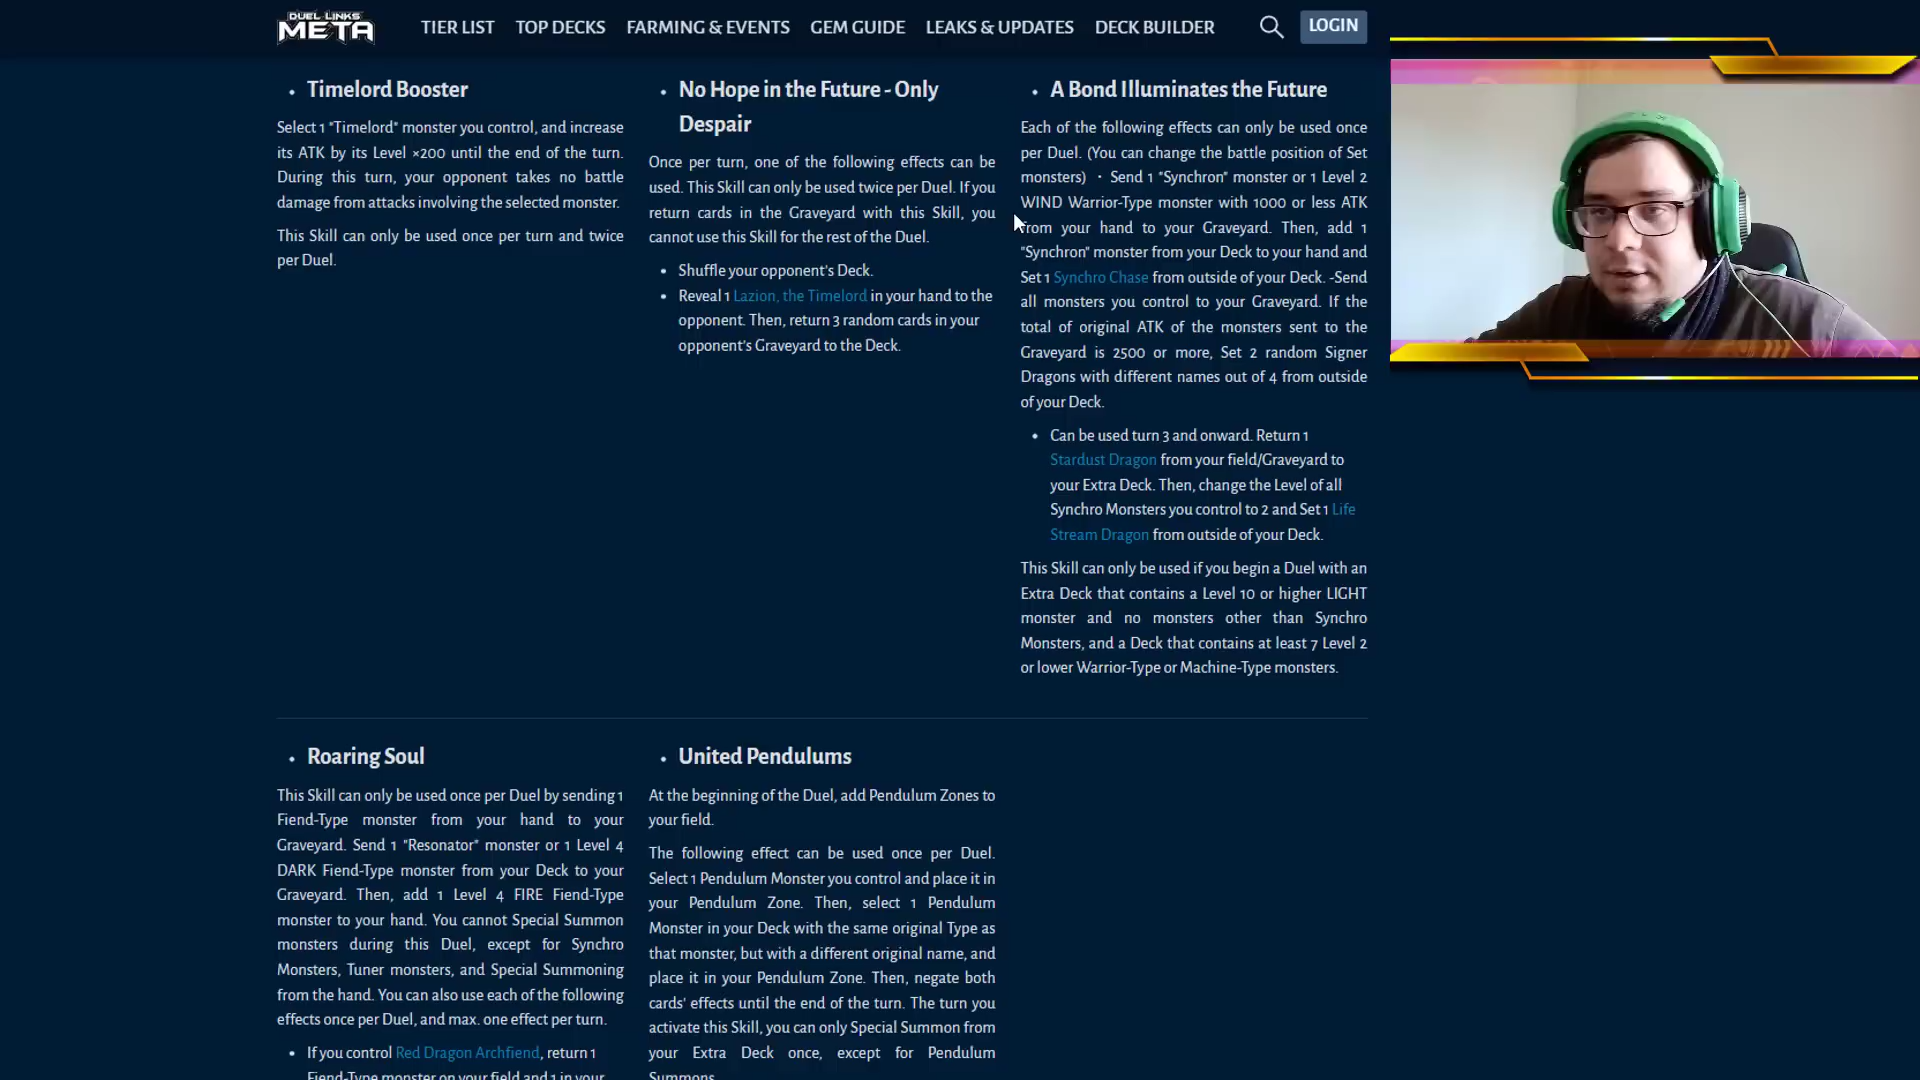 DUEL LINKS
META
TIER LIST
TOP DECKS
FARMING & EVENTS
GEM GUIDE
LEAKS & UPDATES
DECK BUILDER
LOGIN
• Timelord Booster
Select 1 "Timelord" monster you control, and increase
its ATK by its Level ×200 until the end of the turn.
During this turn, your opponent takes no battle
damage from attacks involving the selected monster.
This Skill can only be used once per turn and twice
per Duel.
• No Hope in the Future - Only
Despair
Once per turn, one of the following effects can be
used. This Skill can only be used twice per Duel. If you
return cards in the Graveyard with this Skill, you
cannot use this Skill for the rest of the Duel.
• Shuffle your opponent's Deck.
• Reveal 1 Lazion, the Timelord in your hand to the
opponent. Then, return 3 random cards in your
opponent's Graveyard to the Deck.
• A Bond Illuminates the Future
Each of the following effects can only be used once
per Duel. (You can change the battle position of Set
monsters) ・ Send 1 "Synchron" monster or 1 Level 2
WIND Warrior-Type monster with 1000 or less ATK
from your hand to your Graveyard. Then, add 1
"Synchron" monster from your Deck to your hand and
Set 1 Synchro Chase from outside of your Deck. -Send
all monsters you control to your Graveyard. If the
total of original ATK of the monsters sent to the
Graveyard is 2500 or more, Set 2 random Signer
Dragons with different names out of 4 from outside
of your Deck.
• Can be used turn 3 and onward. Return 1
Stardust Dragon from your field/Graveyard to
your Extra Deck. Then, change the Level of all
Synchro Monsters you control to 2 and Set 1 Life
Stream Dragon from outside of your Deck.
This Skill can only be used if you begin a Duel with an
Extra Deck that contains a Level 10 or higher LIGHT
monster and no monsters other than Synchro
Monsters, and a Deck that contains at least 7 Level 2
or lower Warrior-Type or Machine-Type monsters.
• Roaring Soul
This Skill can only be used once per Duel by sending 1
Fiend-Type monster from your hand to your
Graveyard. Send 1 "Resonator" monster or 1 Level 4
DARK Fiend-Type monster from your Deck to your
Graveyard. Then, add 1 Level 4 FIRE Fiend-Type
monster to your hand. You cannot Special Summon
monsters during this Duel, except for Synchro
Monsters, Tuner monsters, and Special Summoning
from the hand. You can also use each of the following
effects once per Duel, and max. one effect per turn.
• If you control Red Dragon Archfiend, return 1
Fiend-Type monster on your field and 1 in your
• United Pendulums
At the beginning of the Duel, add Pendulum Zones to
your field.
The following effect can be used once per Duel.
Select 1 Pendulum Monster you control and place it in
your Pendulum Zone. Then, select 1 Pendulum
Monster in your Deck with the same original Type as
that monster, but with a different original name, and
place it in your Pendulum Zone. Then, negate both
cards' effects until the end of the turn. The turn you
activate this Skill, you can only Special Summon from
your Extra Deck once, except for Pendulum
Summons.